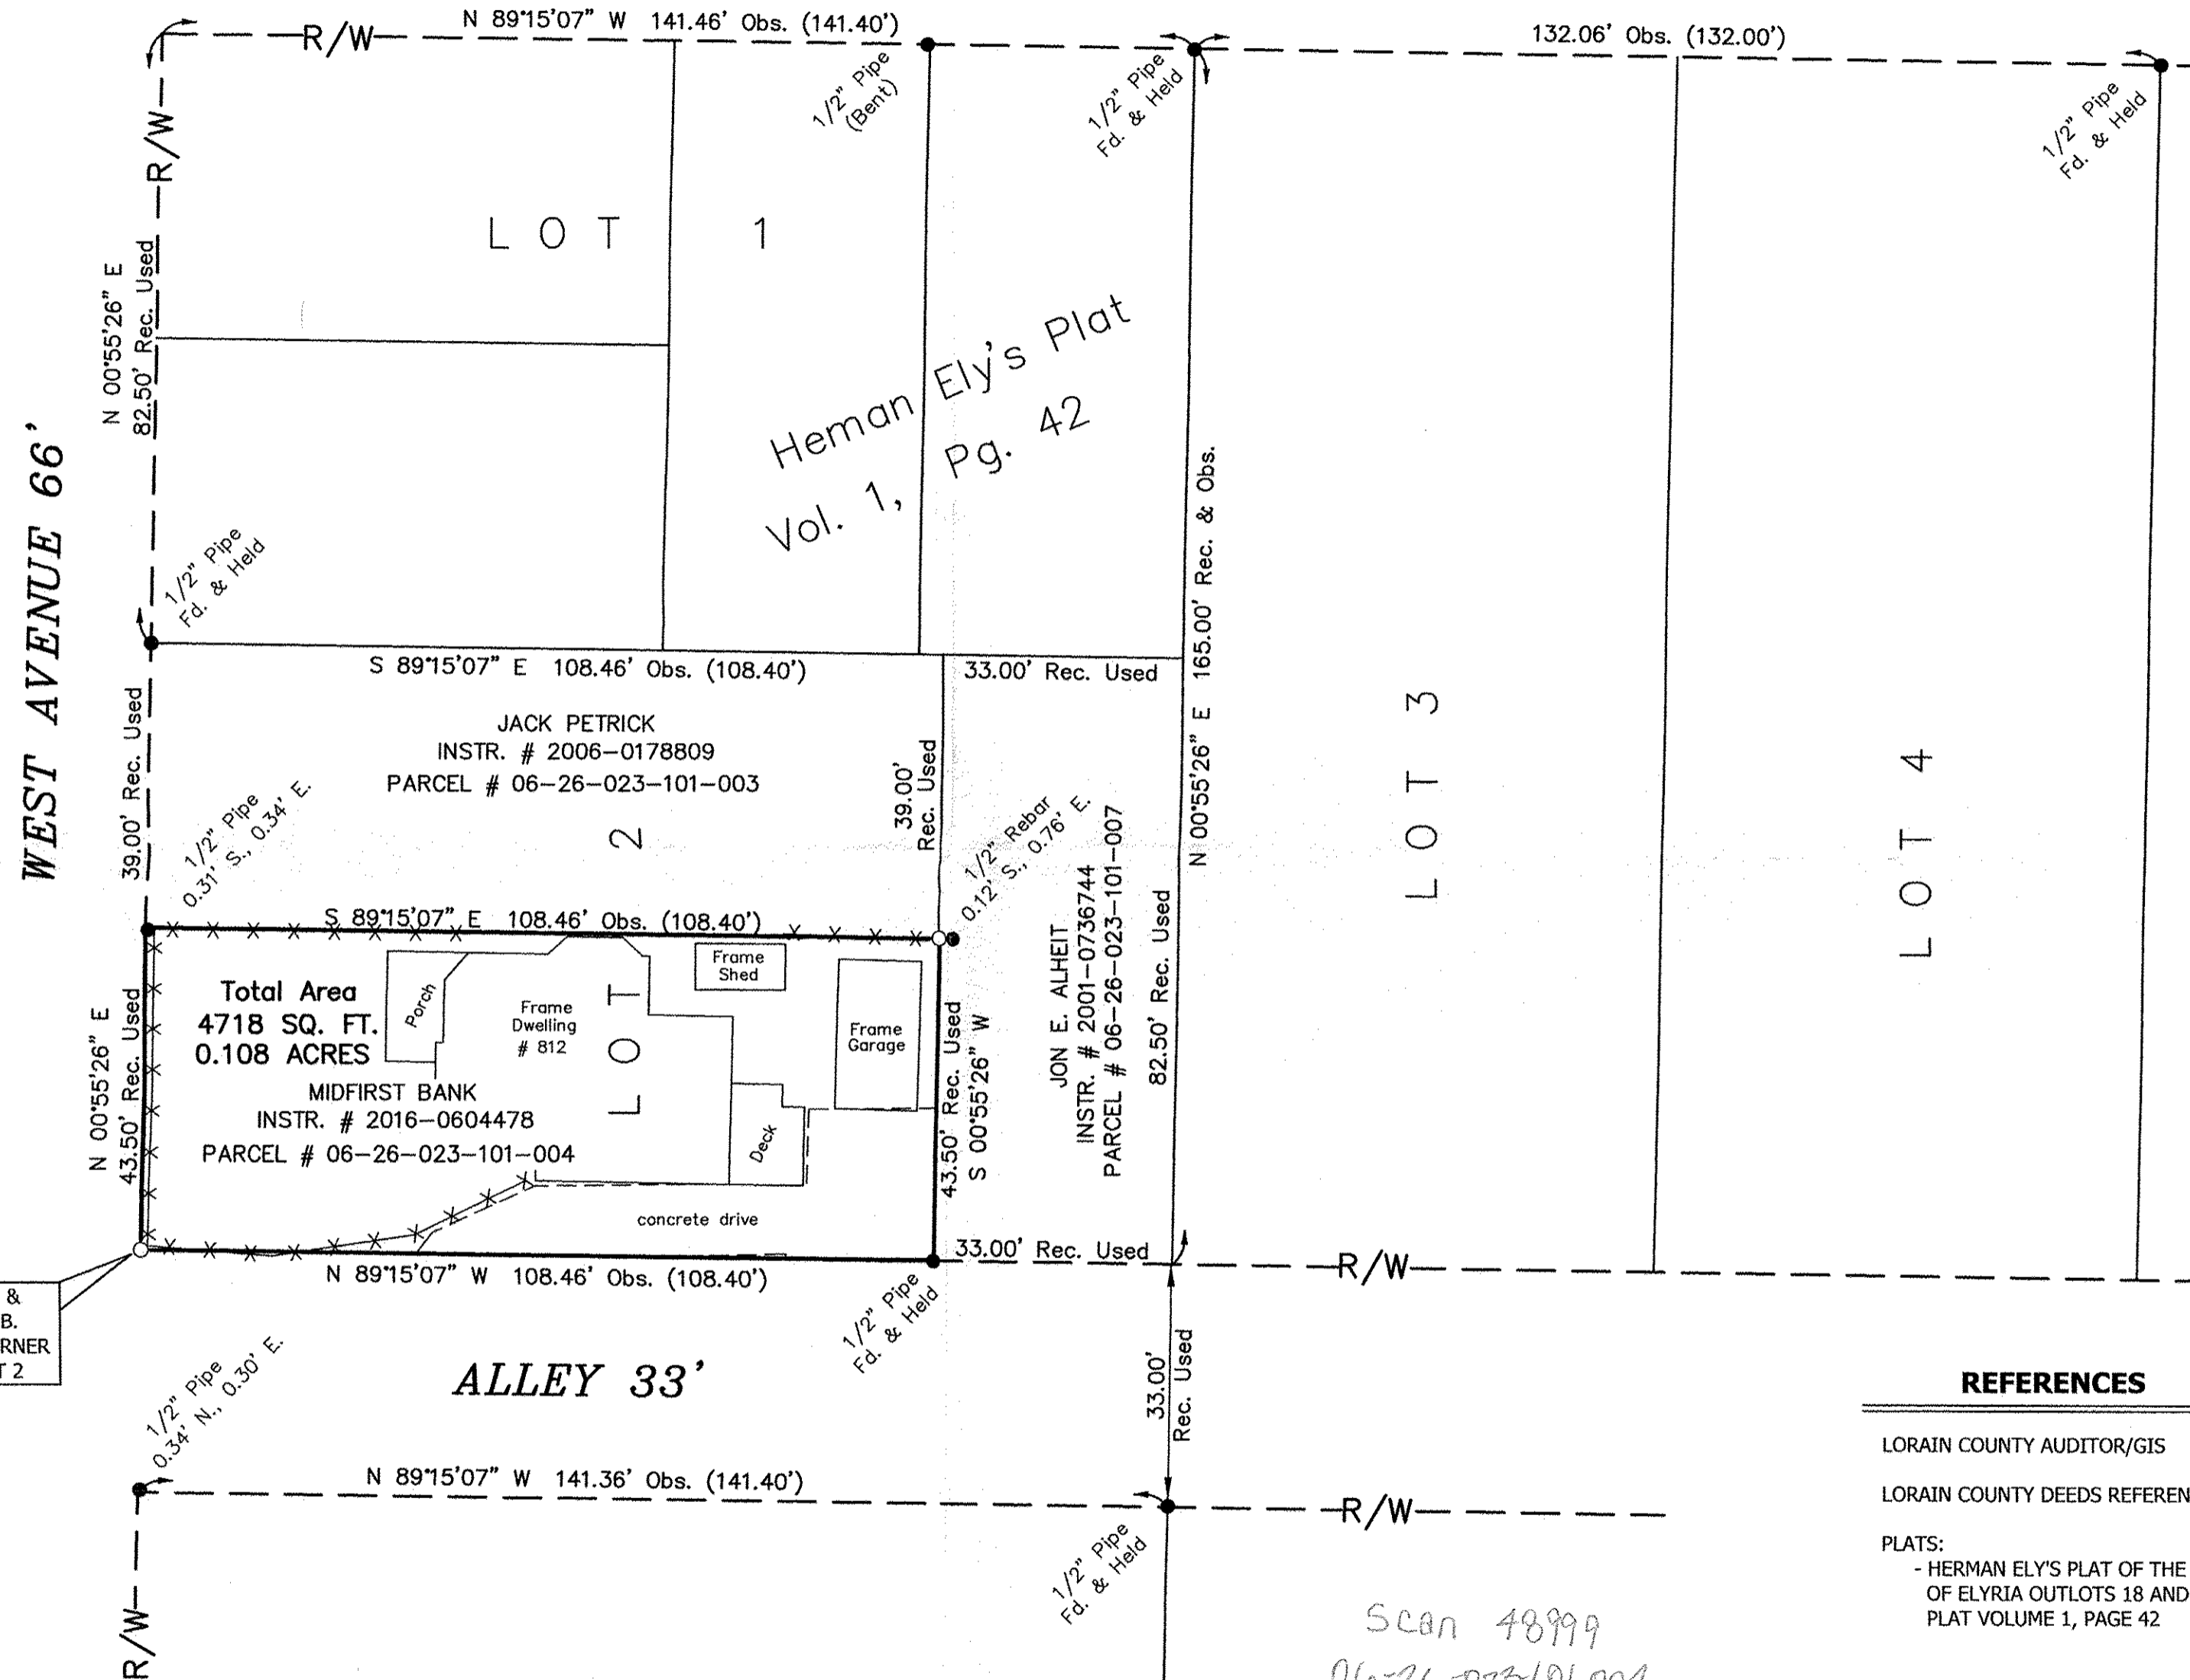 N 89°15'07" W 141.46' Obs. (141.40')
132.06' Obs. (132.00')
R/W
R/W
1/2" Pipe
(Bent)
1/2" Pipe
Fd. & Held
1/2" Pipe
Fd. & Held
LOT 1
N 00°55'26" E
82.50' Rec. Used
Heman Ely's Plat
Vol. 1, Pg. 42
WEST AVENUE 66'
1/2" Pipe
Fd. & Held
N 00°55'26" E 165.00' Rec. & Obs.
S 89°15'07" E 108.46' Obs. (108.40')
33.00' Rec. Used
39.00' Rec. Used
JACK PETRICK
INSTR. # 2006-0178809
PARCEL # 06-26-023-101-003
39.00'
Rec. Used
1/2" Pipe
0.31' S., 0.34' E.
1/2" Rebar
0.12' S., 0.76' E.
LOT 2
LOT 3
LOT 4
S 89°15'07" E 108.46' Obs. (108.40')
JON E. ALHEIT
INSTR. # 2001-0736744
PARCEL # 06-26-023-101-007
82.50' Rec. Used
Total Area
4718 SQ. FT.
0.108 ACRES
Porch
Frame
Dwelling
# 812
Frame
Shed
Frame
Garage
N 00°55'26" E
43.50' Rec. Used
43.50' Rec. Used
S 00°55'26" W
MIDFIRST BANK
INSTR. # 2016-0604478
PARCEL # 06-26-023-101-004
Deck
concrete drive
33.00' Rec. Used
R/W
N 89°15'07" W 108.46' Obs. (108.40')
&
B.
RNER
T 2
1/2" Pipe
Fd. & Held
ALLEY 33'
33.00'
Rec. Used
1/2" Pipe
0.34' N., 0.30' E.
N 89°15'07" W 141.36' Obs. (141.40')
R/W
1/2" Pipe
Fd. & Held
R/W
REFERENCES
LORAIN COUNTY AUDITOR/GIS
LORAIN COUNTY DEEDS REFEREN
PLATS:
- HERMAN ELY'S PLAT OF THE
OF ELYRIA OUTLOTS 18 AND
PLAT VOLUME 1, PAGE 42
Scan 48999